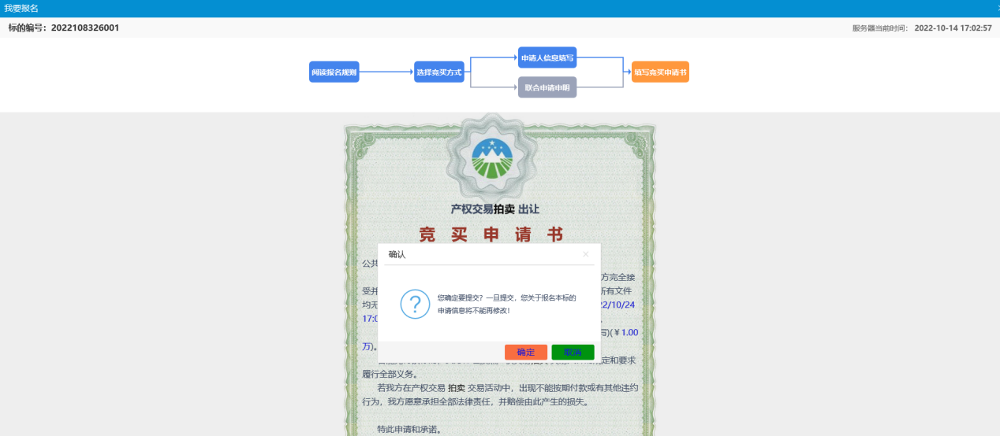 我要报名
标的编号：2022108326001
服务器当前时间： 2022-10-14 17:02:57
阅读报名规则
选择竞买方式
申请人信息填写
联合申请申明
填写竞买申请书
产权交易拍卖 出让
竞 买 申 请 书
公共
方完全接
受并
所有文件
均无
22/10/24
17:0
写)(￥1.00
万)。
确认
您确定要提交？一旦提交，您关于报名本标的
申请信息将不能再修改！
确定
取消
定和要求
履行全部义务。
若我方在产权交易 拍卖 交易活动中，出现不能按期付款或有其他违约
行为，我方愿意承担全部法律责任，并赔偿由此产生的损失。
特此申请和承诺。